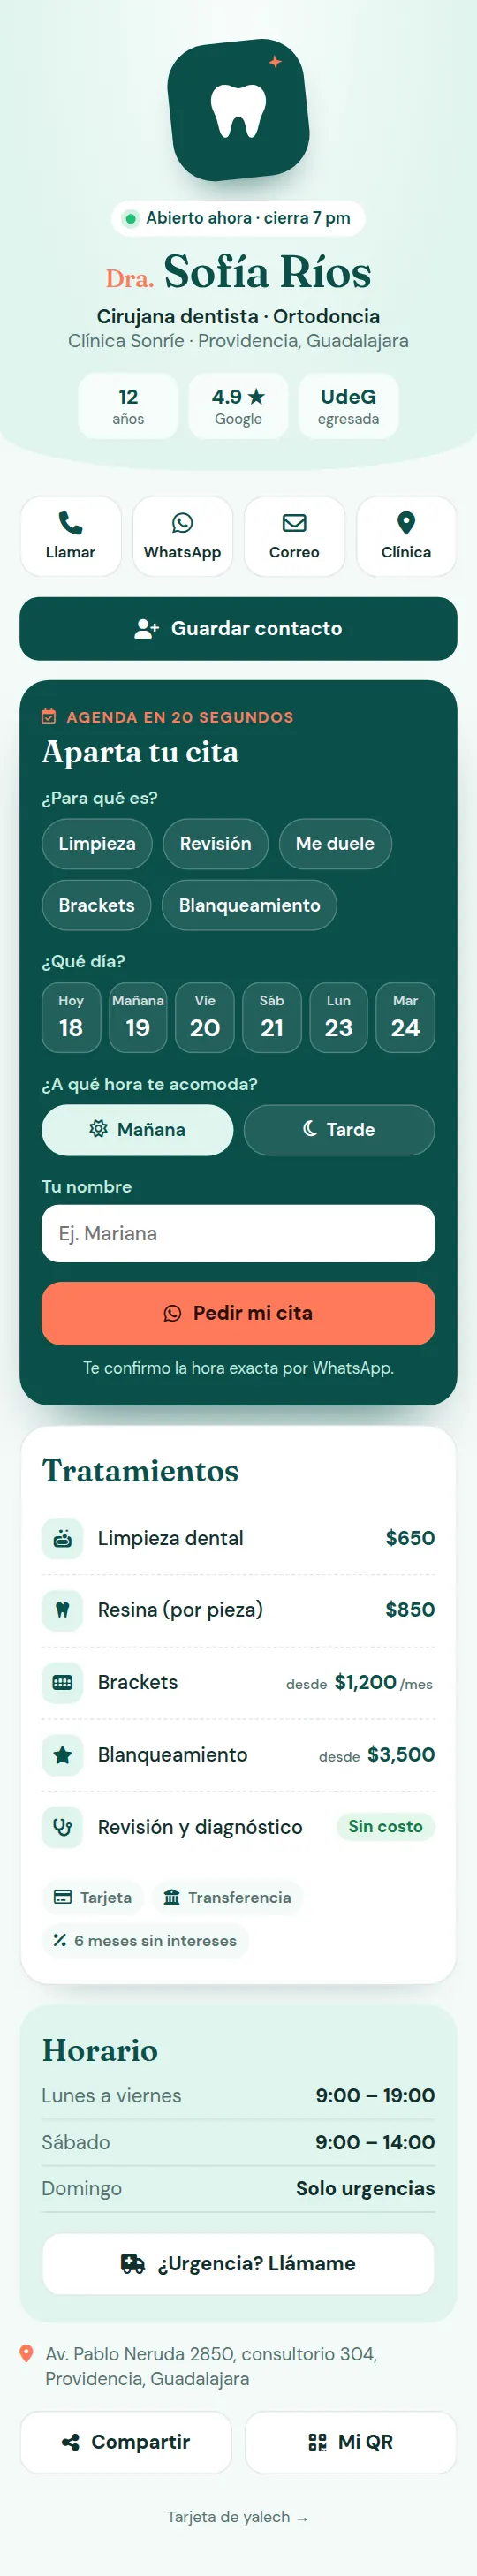 Abierto ahora · cierra 7 pm
Dra. Sofía Ríos
Cirujana dentista · Ortodoncia
Clínica Sonríe · Providencia, Guadalajara
12
años
4.9 ★
Google
UdeG
egresada
Llamar
WhatsApp
Correo
Clínica
Guardar contacto
AGENDA EN 20 SEGUNDOS
Aparta tu cita
¿Para qué es?
Limpieza
Revisión
Me duele
Brackets
Blanqueamiento
¿Qué día?
Hoy
18
Mañana
19
Vie
20
Sáb
21
Lun
23
Mar
24
¿A qué hora te acomoda?
Mañana
Tarde
Tu nombre
Ej. Mariana
Pedir mi cita
Te confirmo la hora exacta por WhatsApp.
Tratamientos
Limpieza dental $650
Resina (por pieza) $850
Brackets desde $1,200 /mes
Blanqueamiento desde $3,500
Revisión y diagnóstico Sin costo
Tarjeta
Transferencia
6 meses sin intereses
Horario
Lunes a viernes 9:00 – 19:00
Sábado 9:00 – 14:00
Domingo Solo urgencias
¿Urgencia? Llámame
Av. Pablo Neruda 2850, consultorio 304,
Providencia, Guadalajara
Compartir
Mi QR
Tarjeta de yalech →